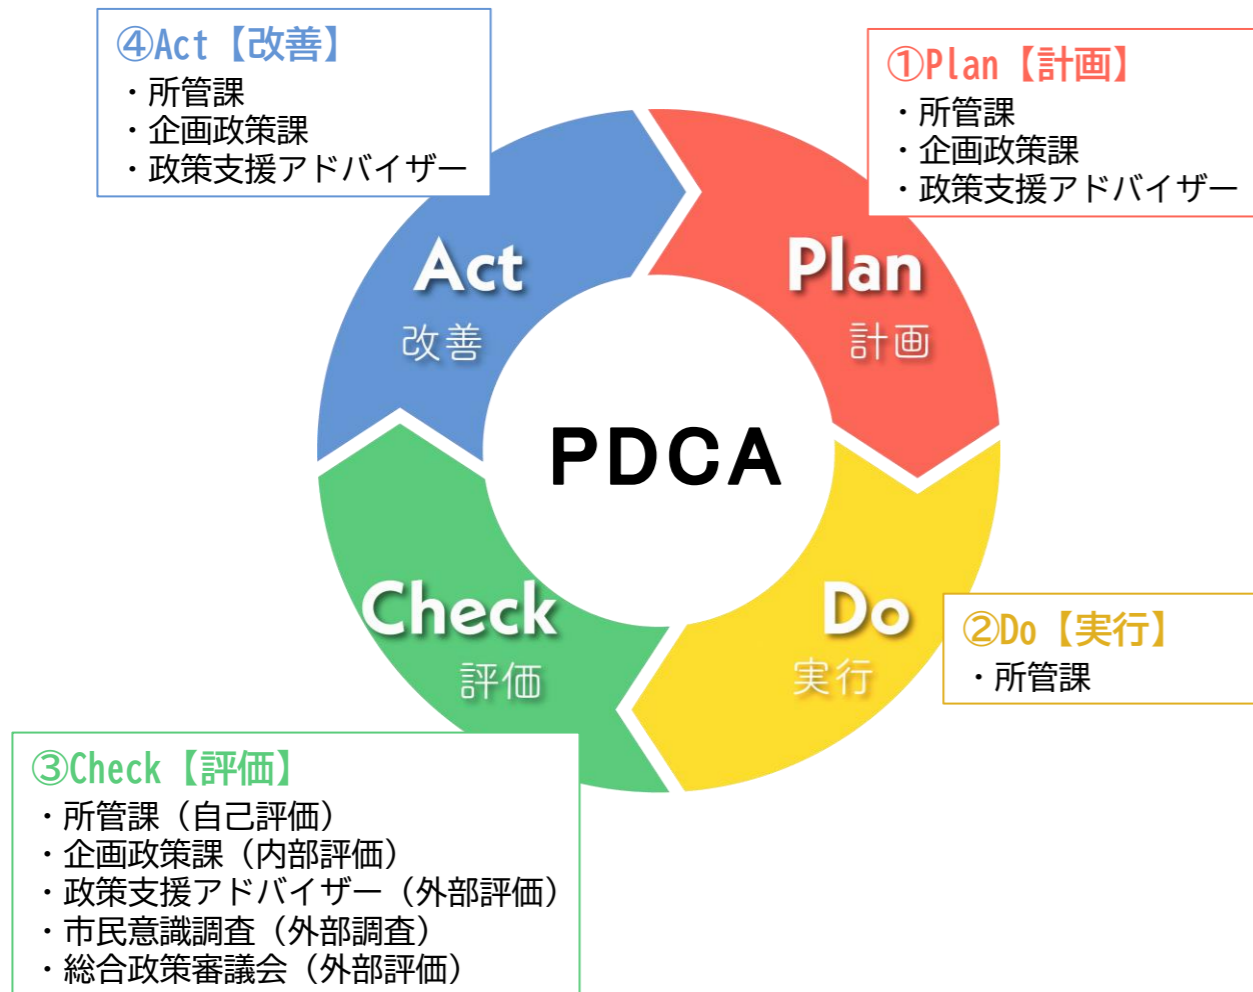 ④Act【改善】
・所管課
・企画政策課
・政策支援アドバイザー
①Plan【計画】
・所管課
・企画政策課
・政策支援アドバイザー
Act
改善
Plan
計画
PDCA
Check
評価
Do
実行
②Do【実行】
・所管課
③Check【評価】
・所管課（自己評価）
・企画政策課（内部評価）
・政策支援アドバイザー（外部評価）
・市民意識調査（外部調査）
・総合政策審議会（外部評価）